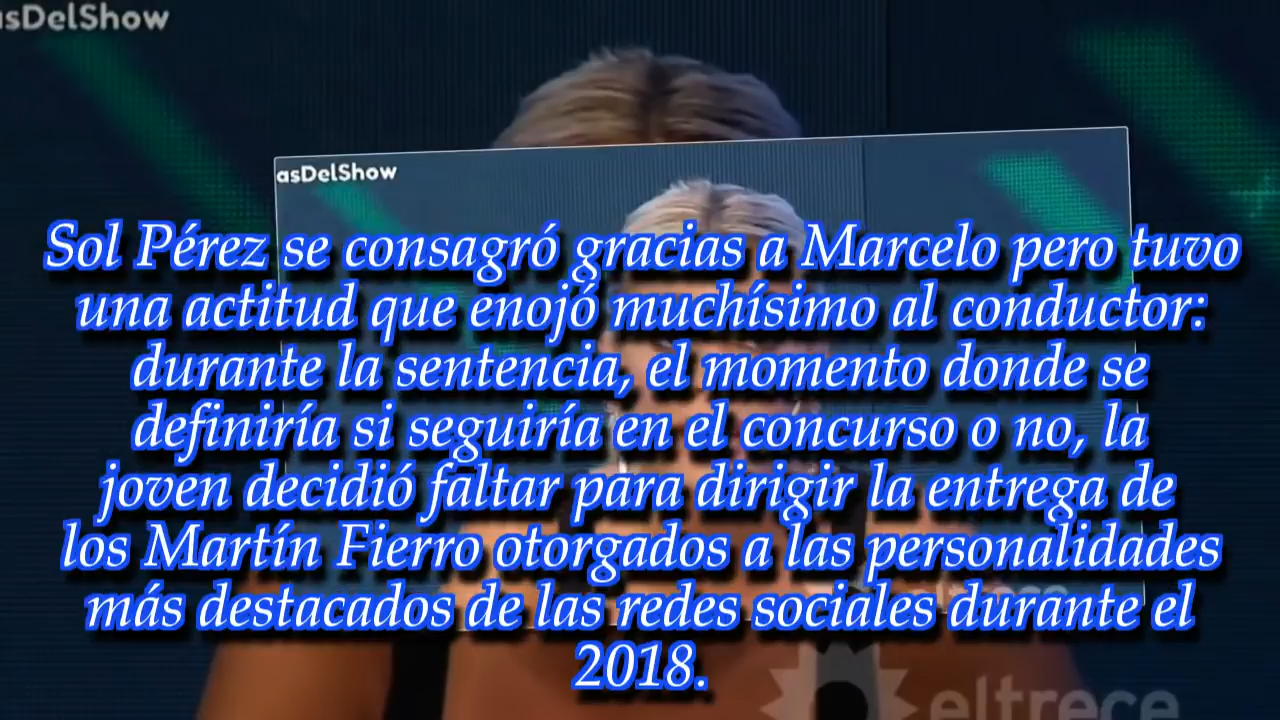 asDelShow
asDelShow
Sol Pérez se consagró gracias a Marcelo pero tuvo
una actitud que enojó muchísimo al conductor:
durante la sentencia, el momento donde se
definiría si seguiría en el concurso o no, la
joven decidió faltar para dirigir la entrega de
los Martín Fierro otorgados a las personalidades
más destacados de las redes sociales durante el
2018.
eltrece